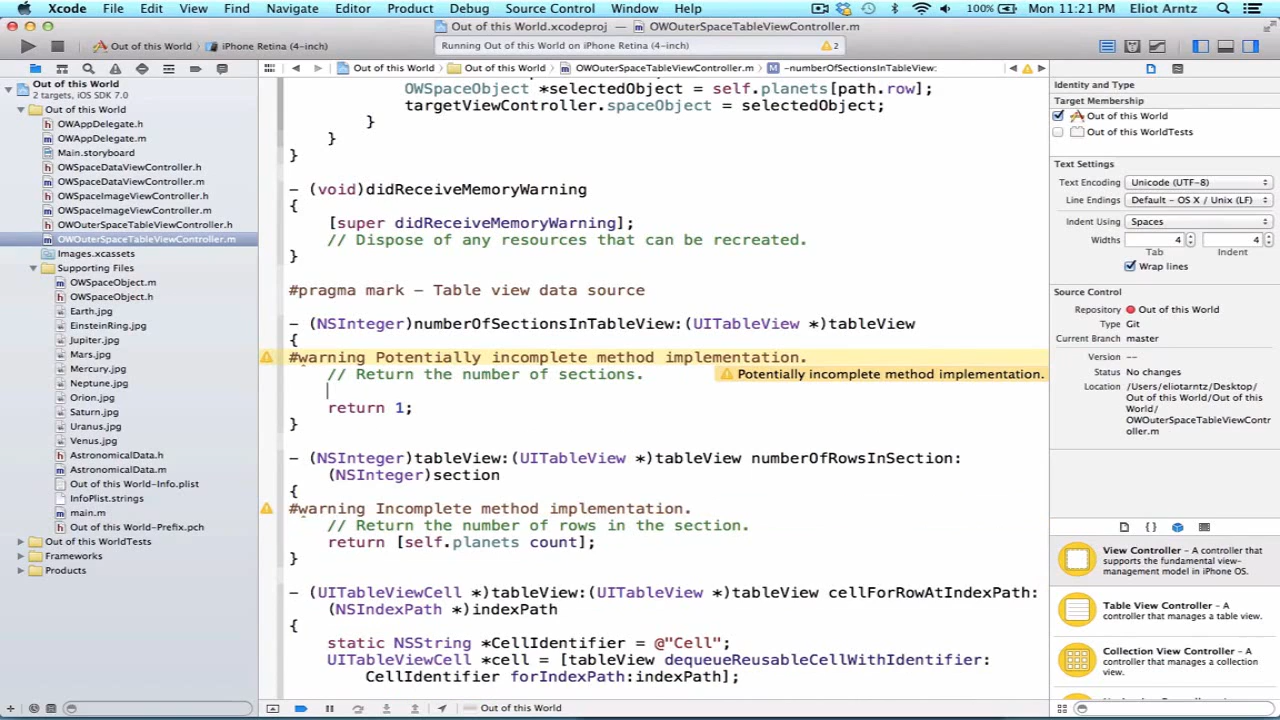 Xcode File Edit View Find Navigate Editor Product Debug Source Control Window Help 100% Mon 11:21 PM Eliot Arntz
Out of this World.xcodeproj — OWOuterSpaceTableViewController.m
Out of this World iPhone Retina (4-inch) Running Out of this World on iPhone Retina (4-inch) 2
Out of this World Out of this World OWOuterSpaceTableViewController.m -numberOfSectionsInTableView:
Out of this World
2 targets, iOS SDK 7.0
Out of this World
OWAppDelegate.h
OWAppDelegate.m
Main.storyboard
OWSpaceDataViewController.h
OWSpaceDataViewController.m
OWSpaceImageViewController.h
OWSpaceImageViewController.m
OWOuterSpaceTableViewController.h
OWOuterSpaceTableViewController.m
Images.xcassets
Supporting Files
OWSpaceObject.m
OWSpaceObject.h
Earth.jpg
EinsteinRing.jpg
Jupiter.jpg
Mars.jpg
Mercury.jpg
Neptune.jpg
Orion.jpg
Saturn.jpg
Uranus.jpg
Venus.jpg
AstronomicalData.h
AstronomicalData.m
Out of this World-Info.plist
InfoPlist.strings
main.m
Out of this World-Prefix.pch
Out of this WorldTests
Frameworks
Products
OWSpaceObject *selectedObject = self.planets[path.row];
targetViewController.spaceObject = selectedObject;
}
}
}
- (void)didReceiveMemoryWarning
{
[super didReceiveMemoryWarning];
// Dispose of any resources that can be recreated.
}
#pragma mark - Table view data source
- (NSInteger)numberOfSectionsInTableView:(UITableView *)tableView
{
#warning Potentially incomplete method implementation.
// Return the number of sections. Potentially incomplete method implementation.
return 1;
}
- (NSInteger)tableView:(UITableView *)tableView numberOfRowsInSection:
(NSInteger)section
{
#warning Incomplete method implementation.
// Return the number of rows in the section.
return [self.planets count];
}
- (UITableViewCell *)tableView:(UITableView *)tableView cellForRowAtIndexPath:
(NSIndexPath *)indexPath
{
static NSString *CellIdentifier = @"Cell";
UITableViewCell *cell = [tableView dequeueReusableCellWithIdentifier:
CellIdentifier forIndexPath:indexPath];
Out of this World
Identity and Type
Target Membership
Out of this World
Out of this WorldTests
Text Settings
Text Encoding Unicode (UTF-8)
Line Endings Default - OS X / Unix (LF)
Indent Using Spaces
Widths 4 4
Tab Indent
Wrap lines
Source Control
Repository Out of this World
Type Git
Current Branch master
Version --
Status No changes
Location /Users/eliotarntz/Desktop/
Out of this World/Out of this
World/
OWOuterSpaceTableViewContr
oller.m
View Controller - A controller that
supports the fundamental view-
management model in iPhone OS.
Table View Controller - A
controller that manages a table view.
Collection View Controller - A
controller that manages a collection
view.